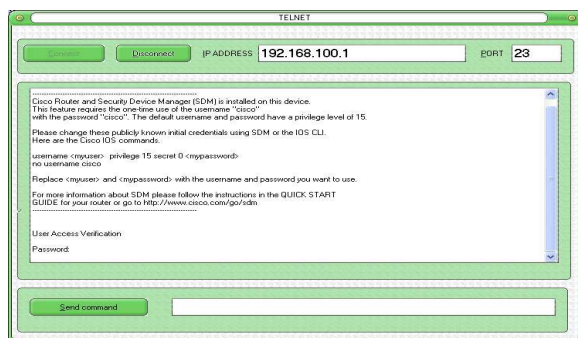 TELNET
Connect
Disconnect
IP ADDRESS
192.168.100.1
PORT
23
------------------------------------------------------------
Cisco Router and Security Device Manager (SDM) is installed on this device.
This feature requires the one-time use of the username "cisco"
with the password "cisco". The default username and password have a privilege level of 15.
Please change these publicly known initial credentials using SDM or the IOS CLI.
Here are the Cisco IOS commands.
username <myuser> privilege 15 secret 0 <mypassword>
no username cisco
Replace <myuser> and <mypassword> with the username and password you want to use.
For more information about SDM please follow the instructions in the QUICK START
GUIDE for your router or go to http://www.cisco.com/go/sdm
------------------------------------------------------------
User Access Verification
Password:
Send command